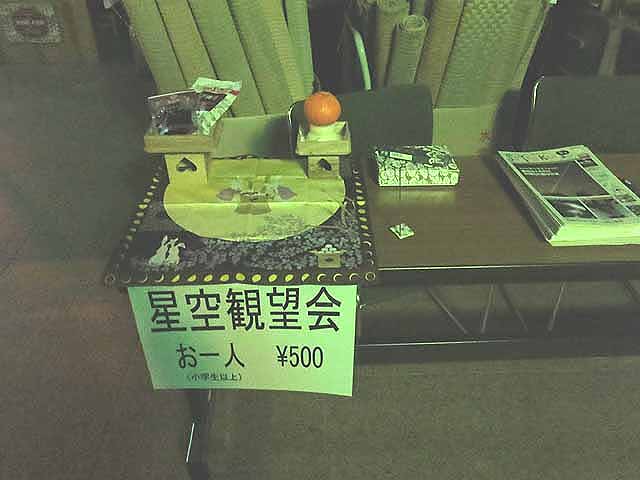 星空観望会
お一人 ¥500
(小学生以上)